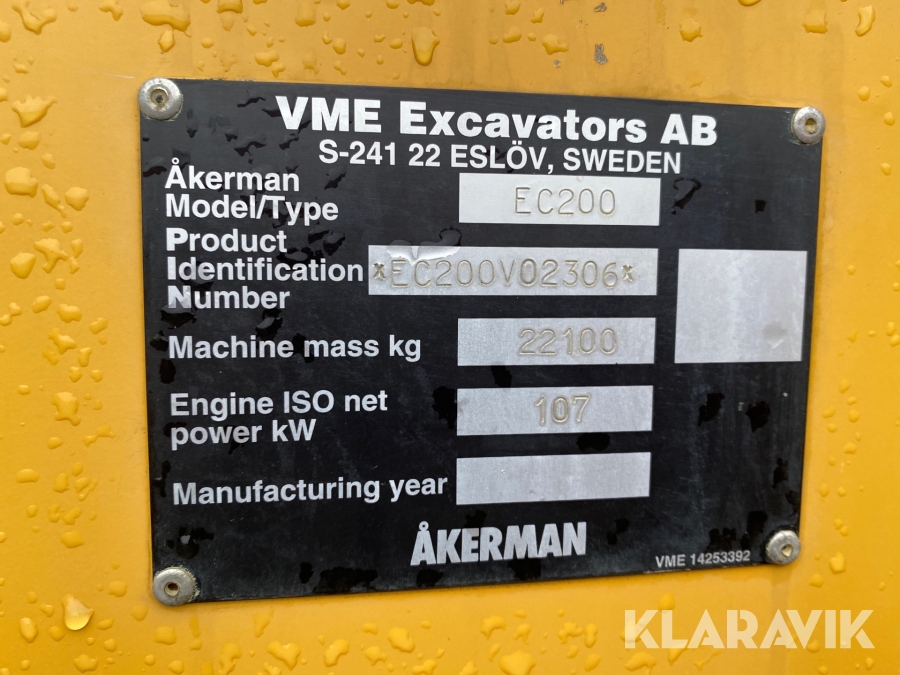 VME Excavators AB
S-241 22 ESLÖV, SWEDEN
Åkerman
Model/Type EC200
Product
Identification *EC200V02306*
Number
Machine mass kg 22100
Engine ISO net
power kW 107
Manufacturing year
ÅKERMAN
VME 14253392
KLARAVIK